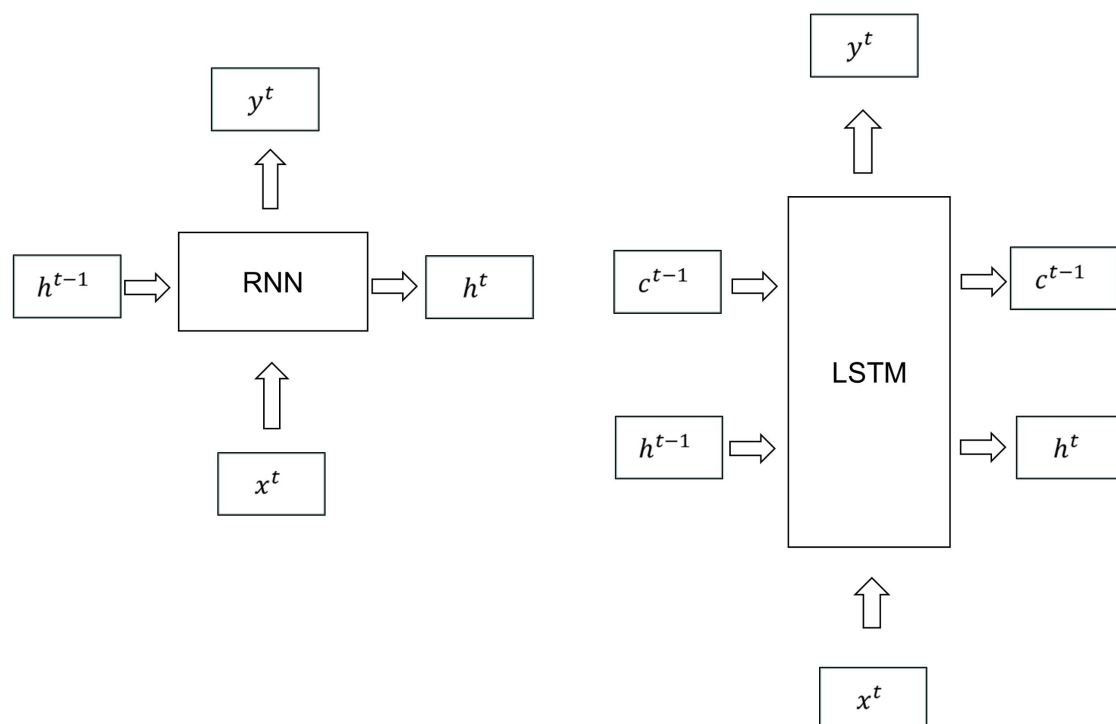 y^t
h^{t-1}
RNN
h^t
x^t
y^t
c^{t-1}
c^{t-1}
LSTM
h^{t-1}
h^t
x^t